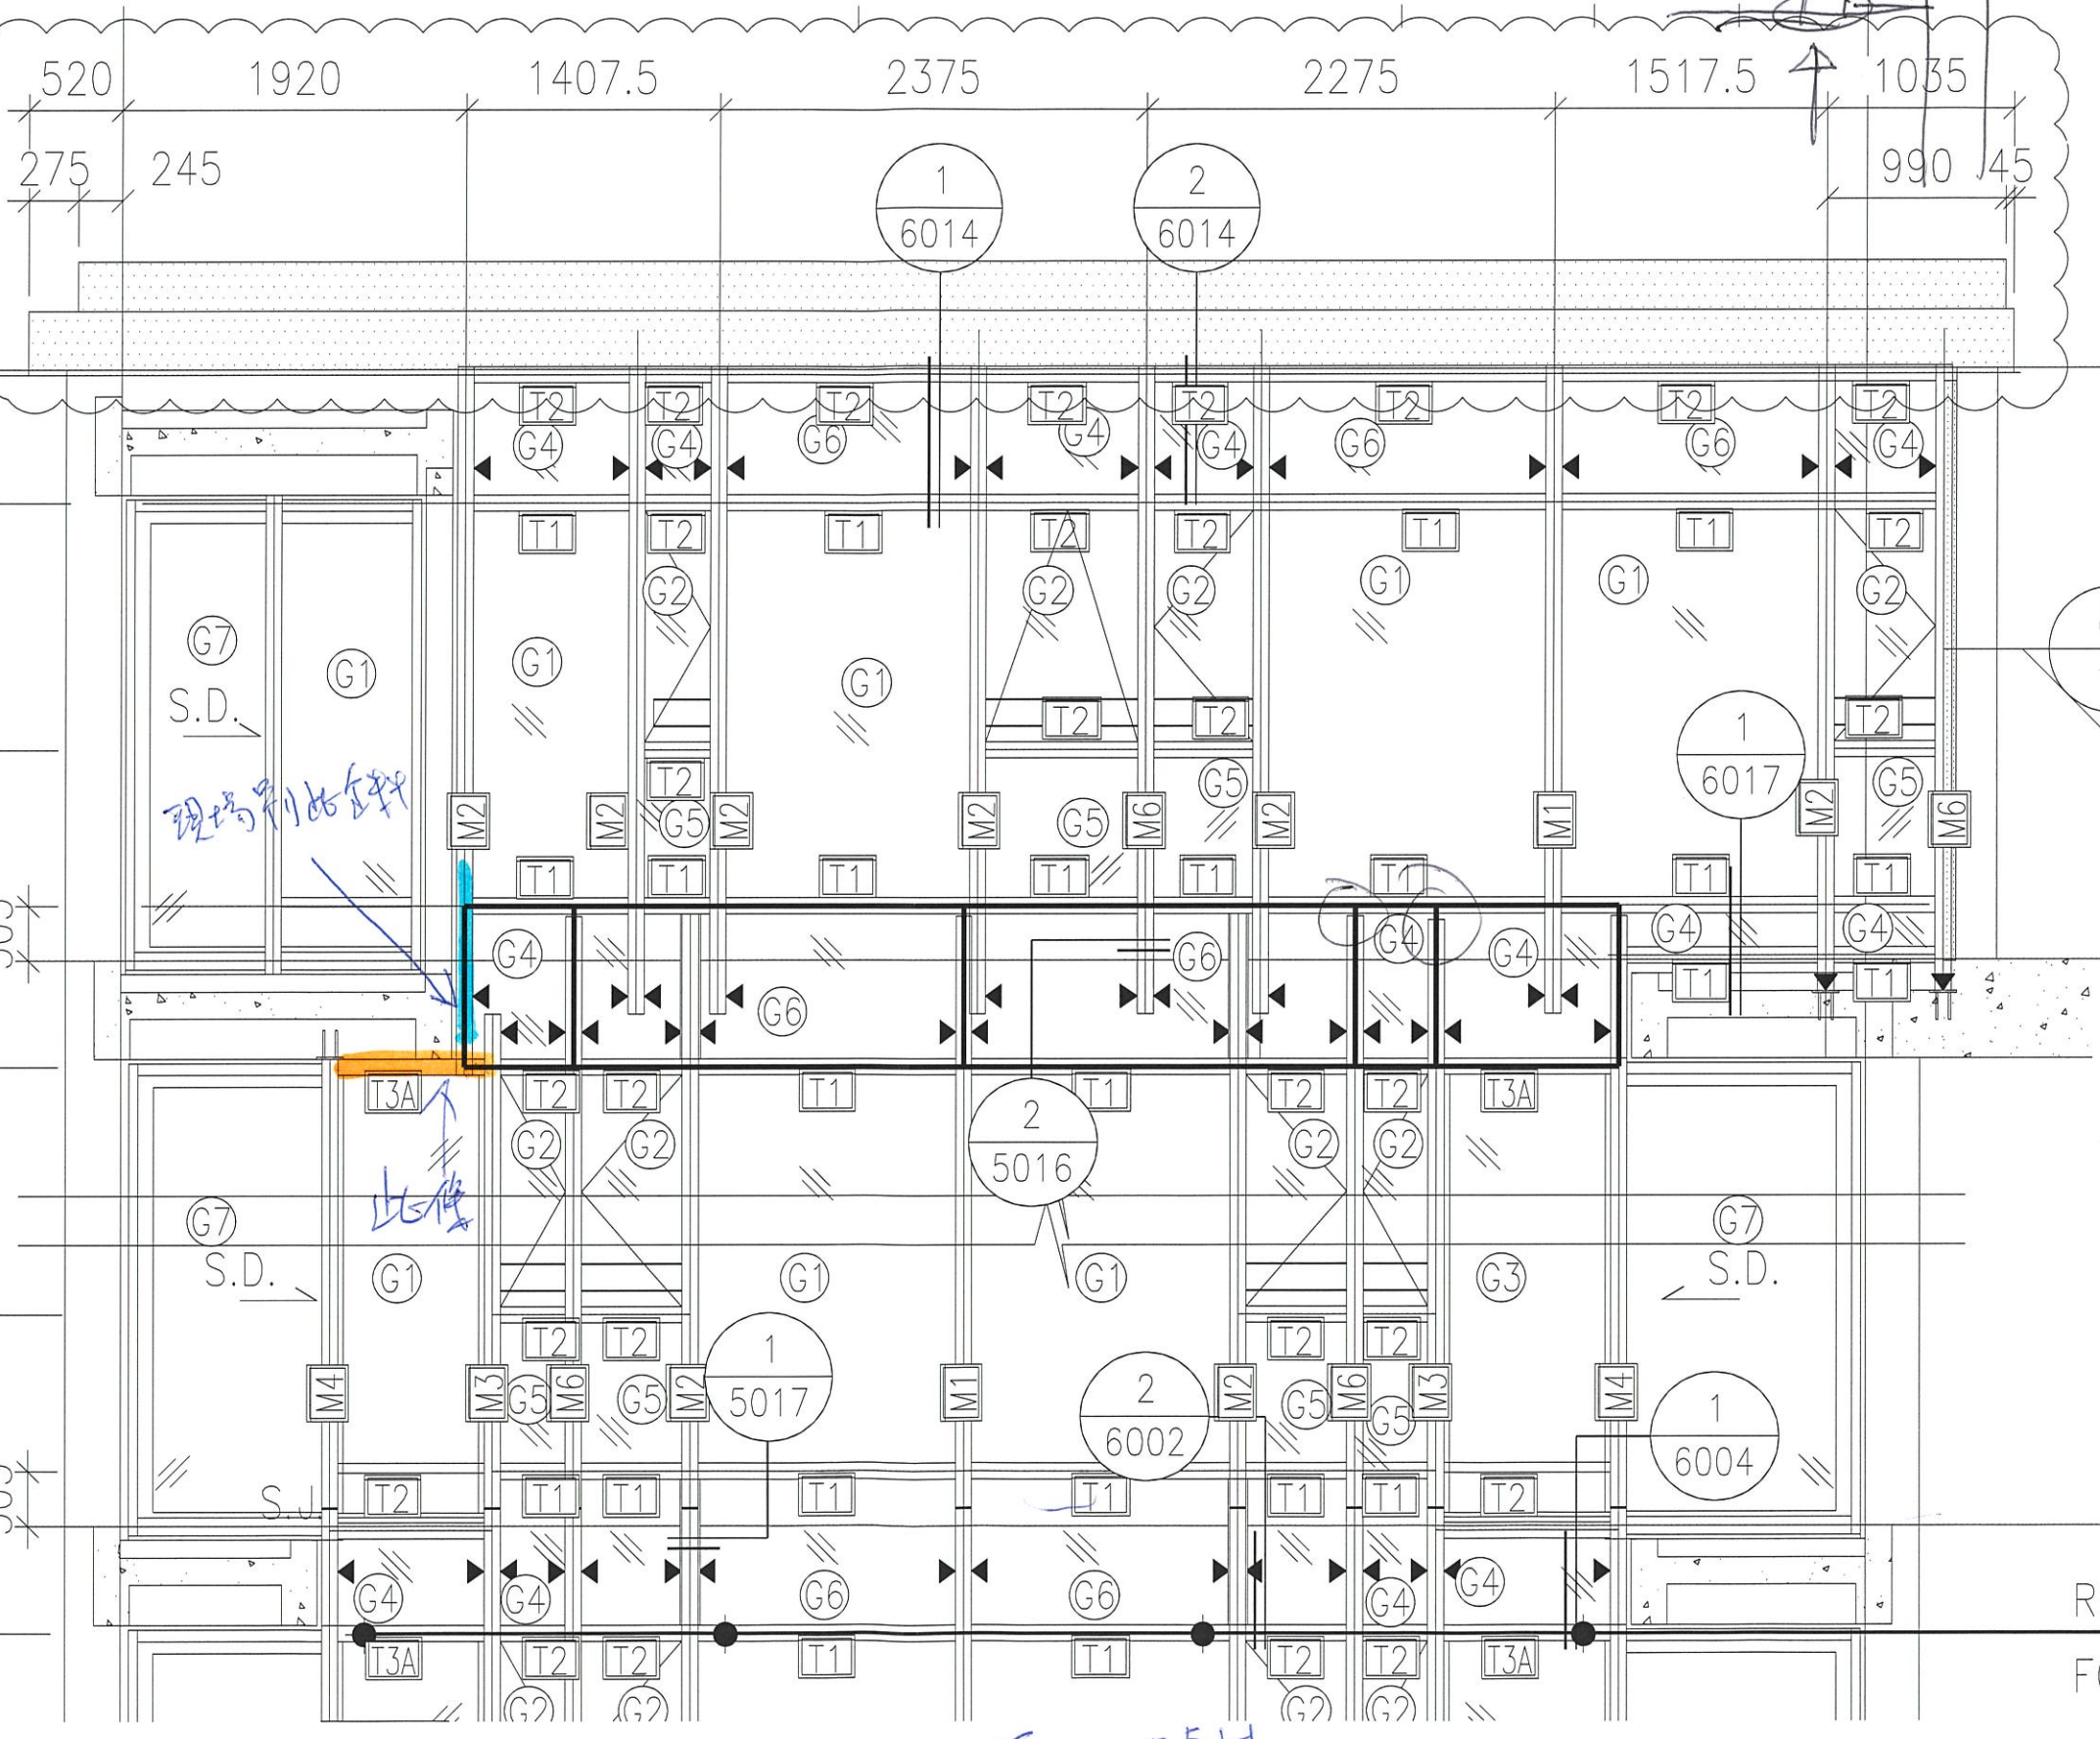 520 1920 1407.5 2375 2275 1517.5 1035
275 245 990 45
1 2
6014 6014
T2 T2 T2 T2 T2 T2 T2 T2
G4 G4 G6 G4 G4 G6 G6 G4
T1 T2 T1 T2 T2 T1 T1 T2
G2 G2 G2 G1 G1 G2
G7 G1 G1 G1
S.D.
T2 T2 T2
1
6017
T2 G5 G5
現場 此
M2 M2 G5 M2 M2 G5 M6 M2 M1 M2 M6
T1 T1 T1 T1 T1 T1 T1 T1
G4 G6 G4 G4 G4 G4
G6 T1 T1
T3A T2 T2 T1 T1 T2 T2 T3A
2
5016
G2 G2 G2 G2
此
G7 G7
S.D. G1 G1 G1 G3 S.D.
T2 T2 T2 T2
1
5017
2
6002
1
6004
M4 M3 G5 M6 G5 M2 M1 M2 G5 M6 G5 M3 M4
S.J. T2 T1 T1 T1 T1 T1 T1 T2
G4 G4 G6 G6 G4 G4
T3A T2 T2 T1 T1 T2 T2 T3A
G2 G2 G2 G2
R